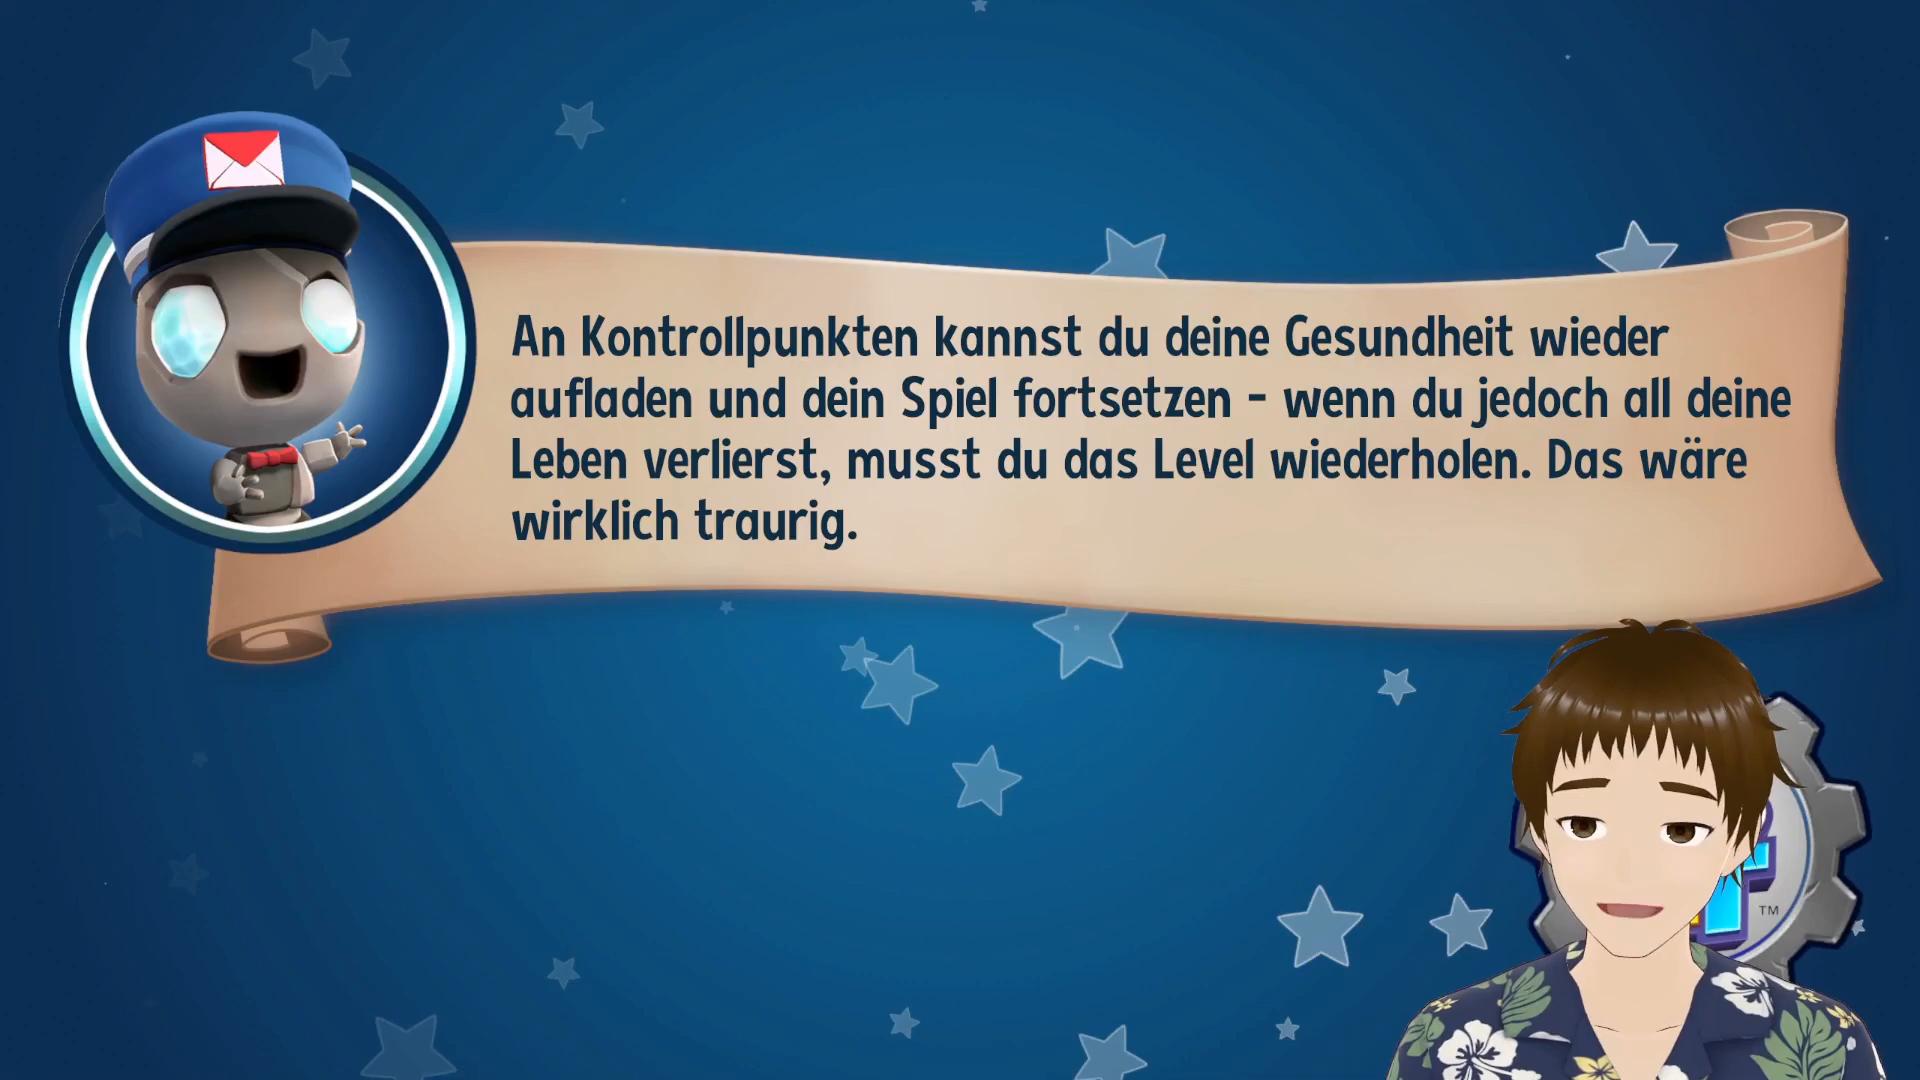 An Kontrollpunkten kannst du deine Gesundheit wieder
aufladen und dein Spiel fortsetzen - wenn du jedoch all deine
Leben verlierst, musst du das Level wiederholen. Das wäre
wirklich traurig.
TM